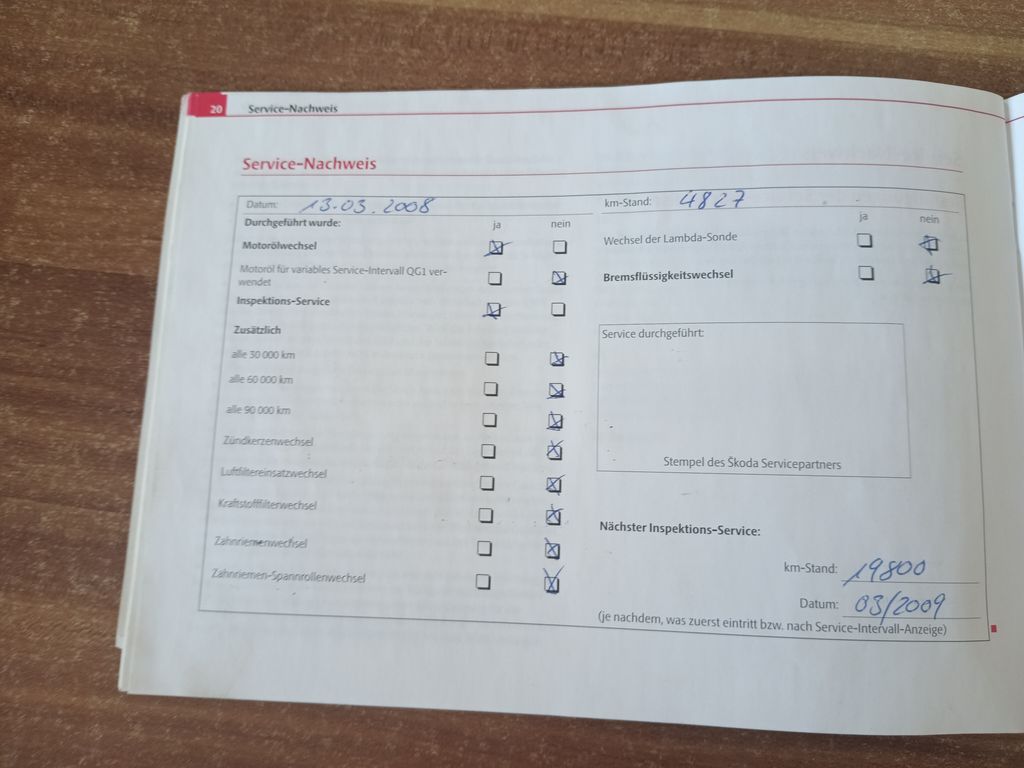 20 Service-Nachweis
Service-Nachweis
Datum: 13.03.2008
Durchgeführt wurde: ja nein
Motorölwechsel
Motoröl für variables Service-Intervall QG1 ver-
wendet
Inspektions-Service
Zusätzlich
alle 30 000 km
alle 60 000 km
alle 90 000 km
Zündkerzenwechsel
Luftfiltereinsatzwechsel
Kraftstofffilterwechsel
Zahnriemenwechsel
Zahnriemen-Spannrollenwechsel
km-Stand: 4827
ja nein
Wechsel der Lambda-Sonde
Bremsflüssigkeitswechsel
Service durchgeführt:
Stempel des Škoda Servicepartners
Nächster Inspektions-Service:
km-Stand: 19800
Datum: 03/2009
(je nachdem, was zuerst eintritt bzw. nach Service-Intervall-Anzeige)